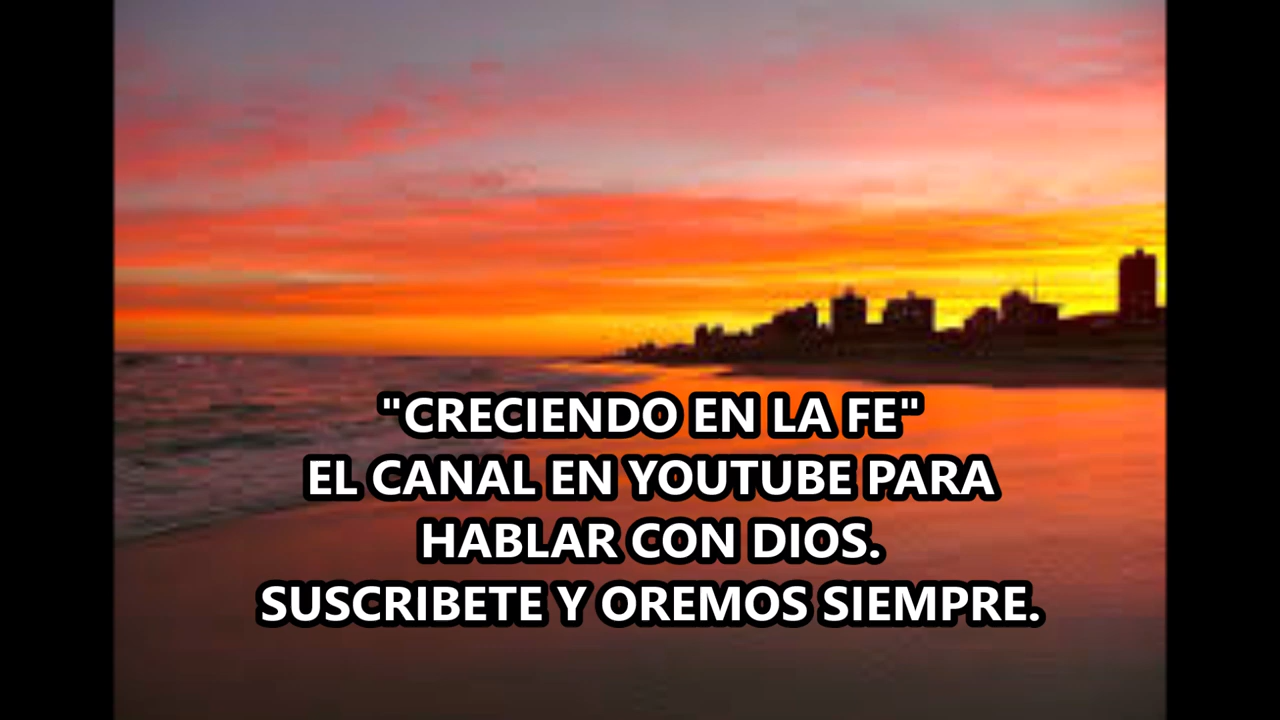 "CRECIENDO EN LA FE"
EL CANAL EN YOUTUBE PARA
HABLAR CON DIOS.
SUSCRIBETE Y OREMOS SIEMPRE.